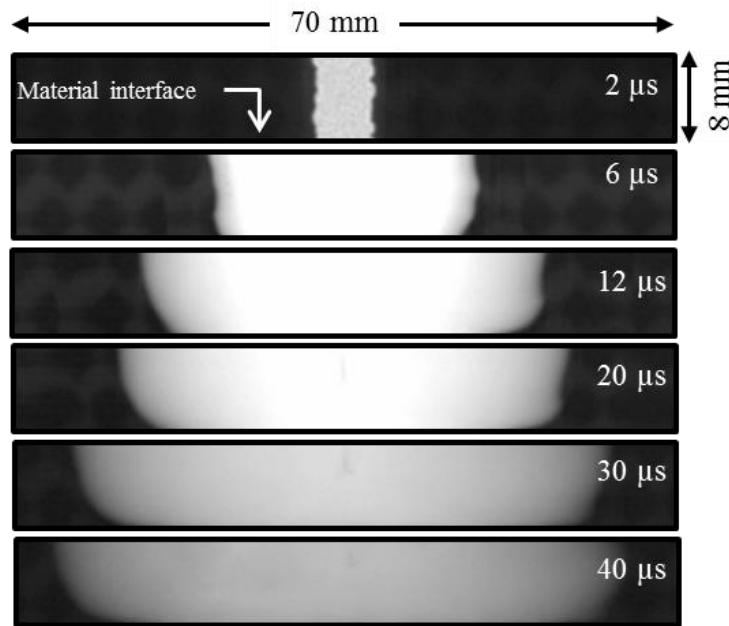 70 mm
Material interface
2 µs
8 mm
6 µs
12 µs
20 µs
30 µs
40 µs